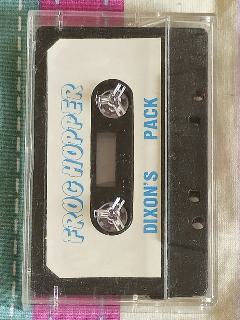 FROG HOPPER
DIXON'S PACK